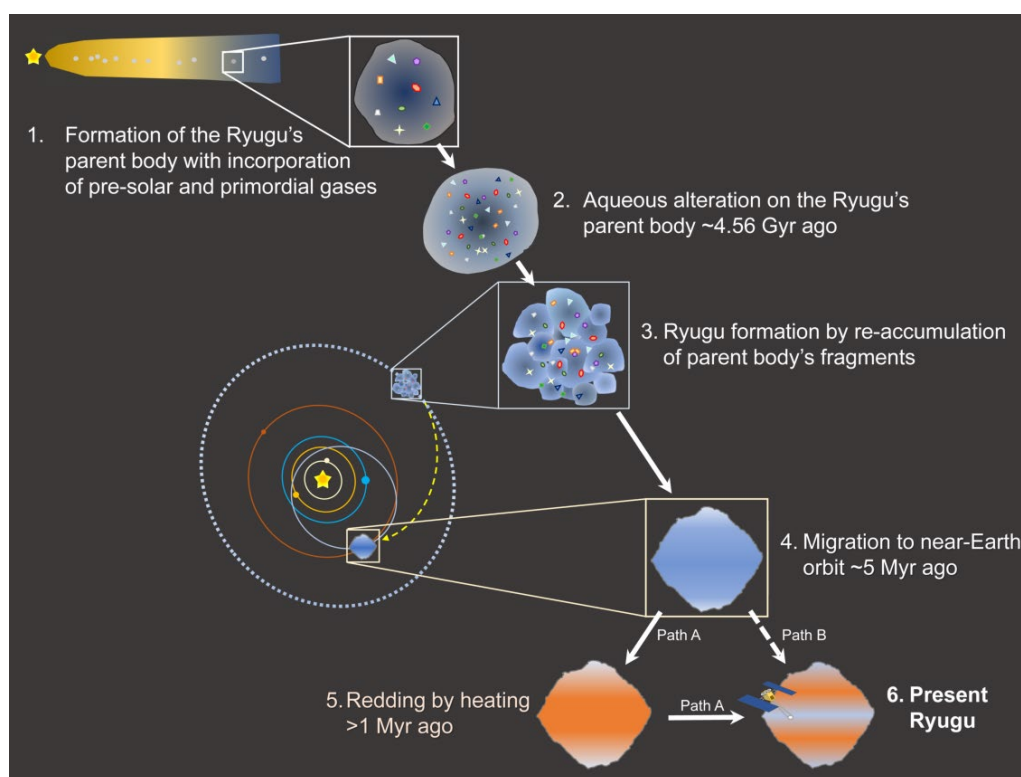 1. Formation of the Ryugu's
parent body with incorporation
of pre-solar and primordial gases
2. Aqueous alteration on the Ryugu's
parent body ~4.56 Gyr ago
3. Ryugu formation by re-accumulation
of parent body's fragments
4. Migration to near-Earth
orbit ~5 Myr ago
Path A
Path B
5. Redding by heating
>1 Myr ago
Path A
6. Present
Ryugu